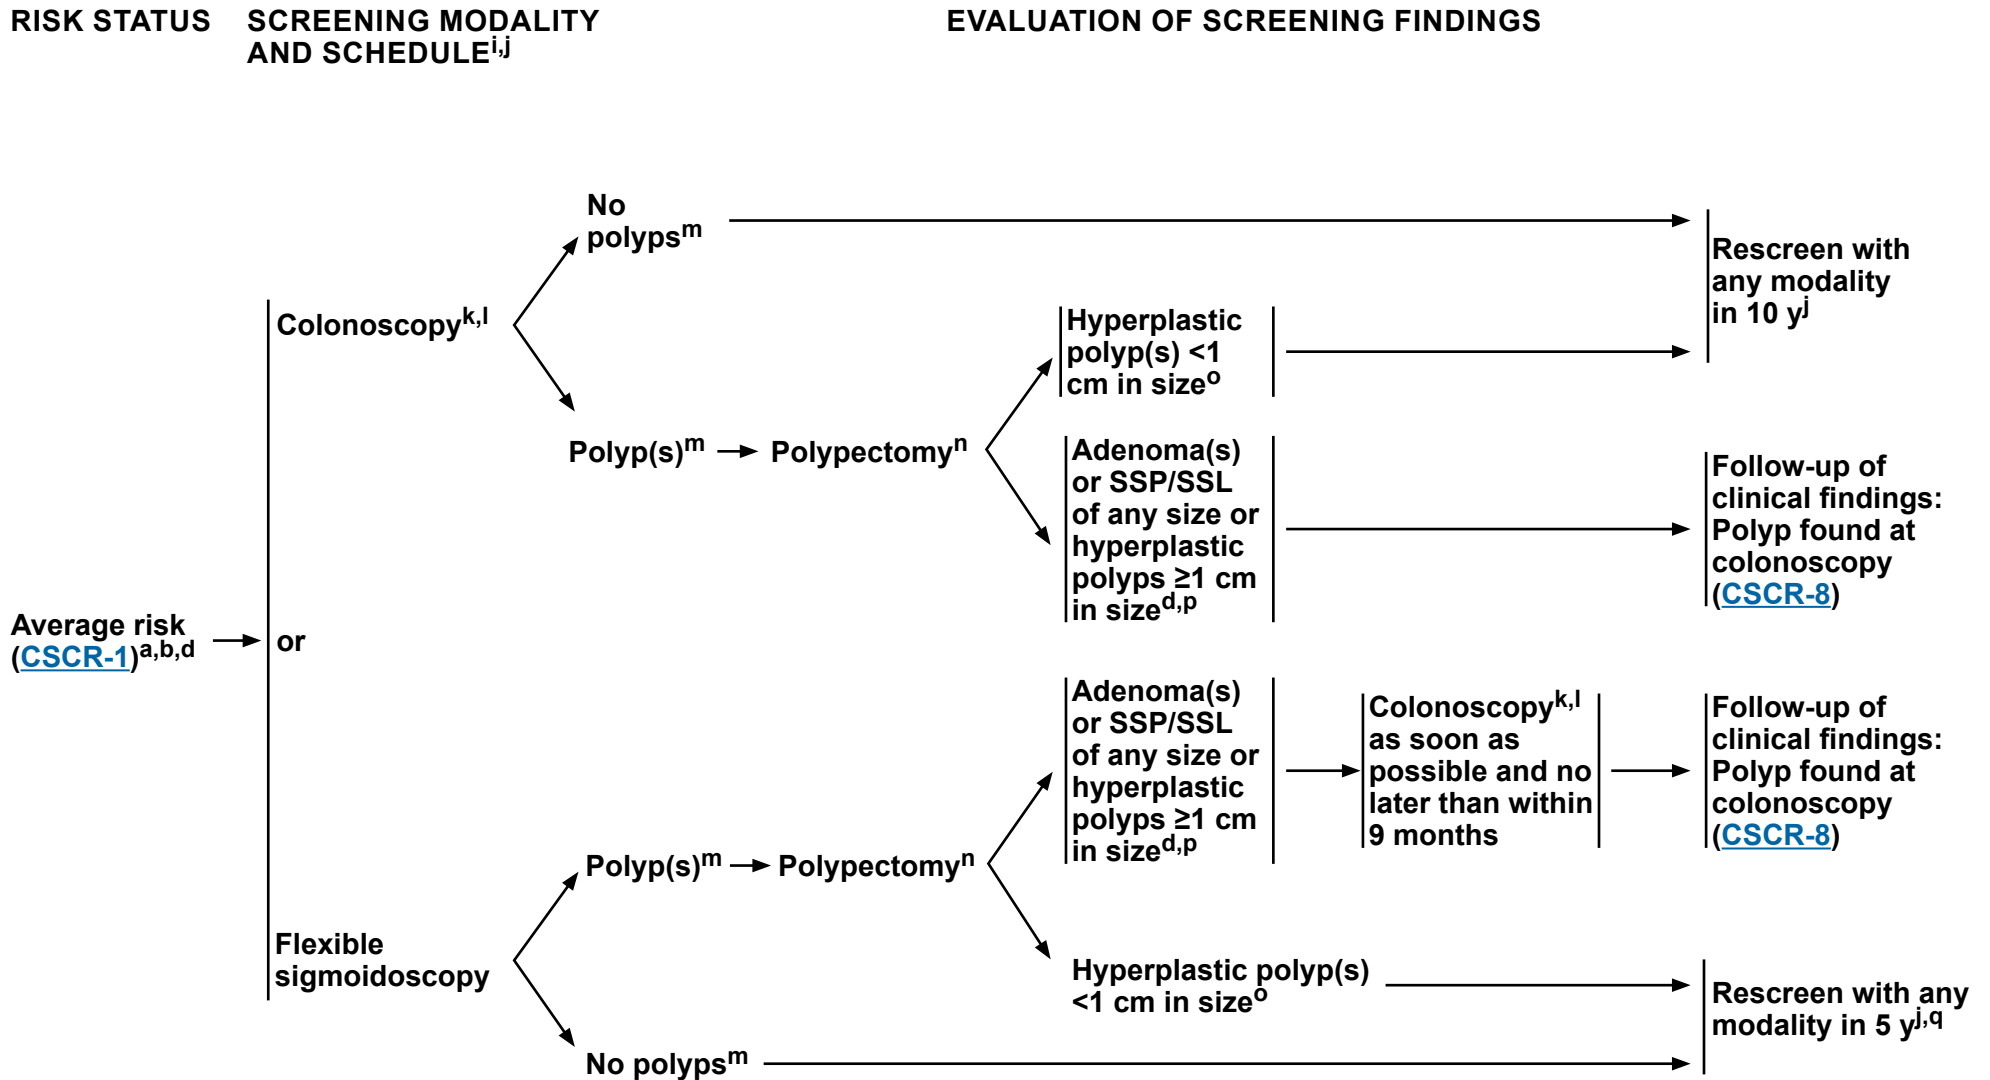 RISK STATUS
SCREENING MODALITY
AND SCHEDULEi,j
EVALUATION OF SCREENING FINDINGS
Average risk
(CSCR-1)a,b,d
Colonoscopyk,l
or
Flexible
sigmoidoscopy
No
polypsm
Polyp(s)m
Polypectomyn
Hyperplastic
polyp(s) <1
cm in sizeo
Rescreen with
any modality
in 10 yj
Adenoma(s)
or SSP/SSL
of any size or
hyperplastic
polyps ≥1 cm
in sized,p
Follow-up of
clinical findings:
Polyp found at
colonoscopy
(CSCR-8)
Polyp(s)m
Polypectomyn
Adenoma(s)
or SSP/SSL
of any size or
hyperplastic
polyps ≥1 cm
in sized,p
Colonoscopyk,l
as soon as
possible and no
later than within
9 months
Follow-up of
clinical findings:
Polyp found at
colonoscopy
(CSCR-8)
Hyperplastic polyp(s)
<1 cm in sizeo
No polypsm
Rescreen with any
modality in 5 yj,q